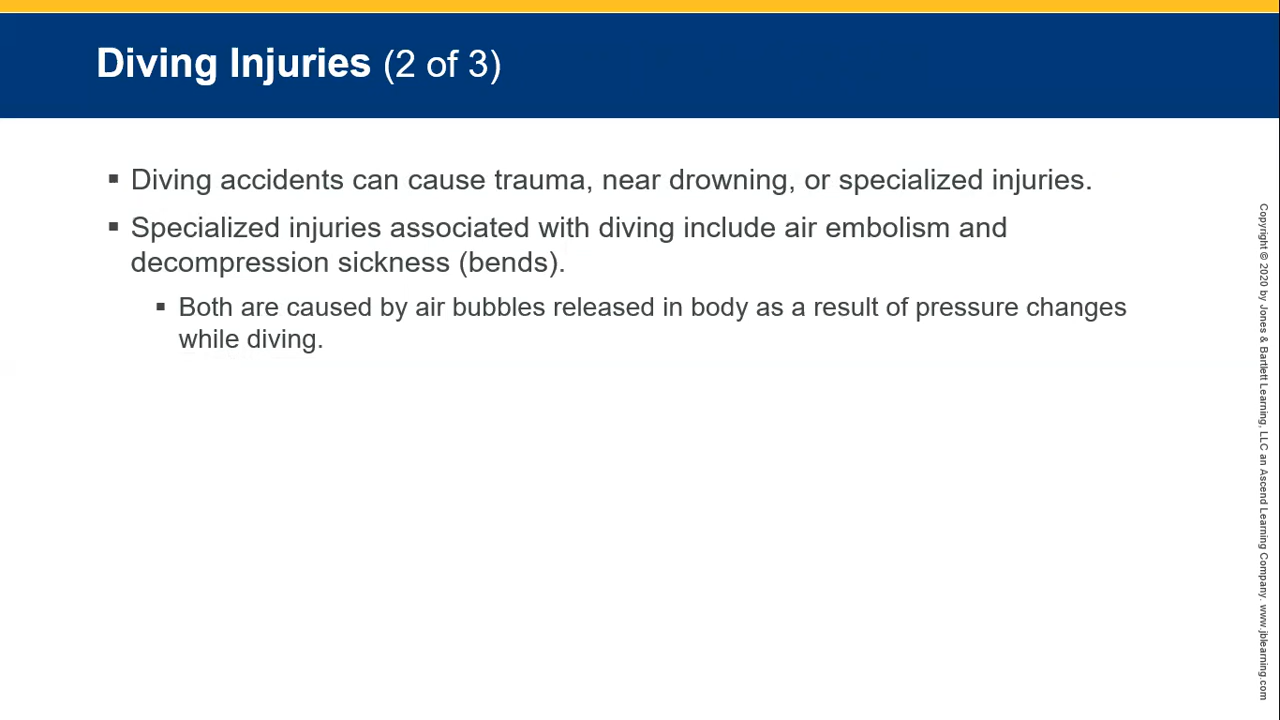 Diving Injuries (2 of 3)
▪ Diving accidents can cause trauma, near drowning, or specialized injuries.
▪ Specialized injuries associated with diving include air embolism and
decompression sickness (bends).
▪ Both are caused by air bubbles released in body as a result of pressure changes
while diving.
Copyright © 2020 by Jones & Bartlett Learning, LLC an Ascend Learning Company. www.jblearning.com